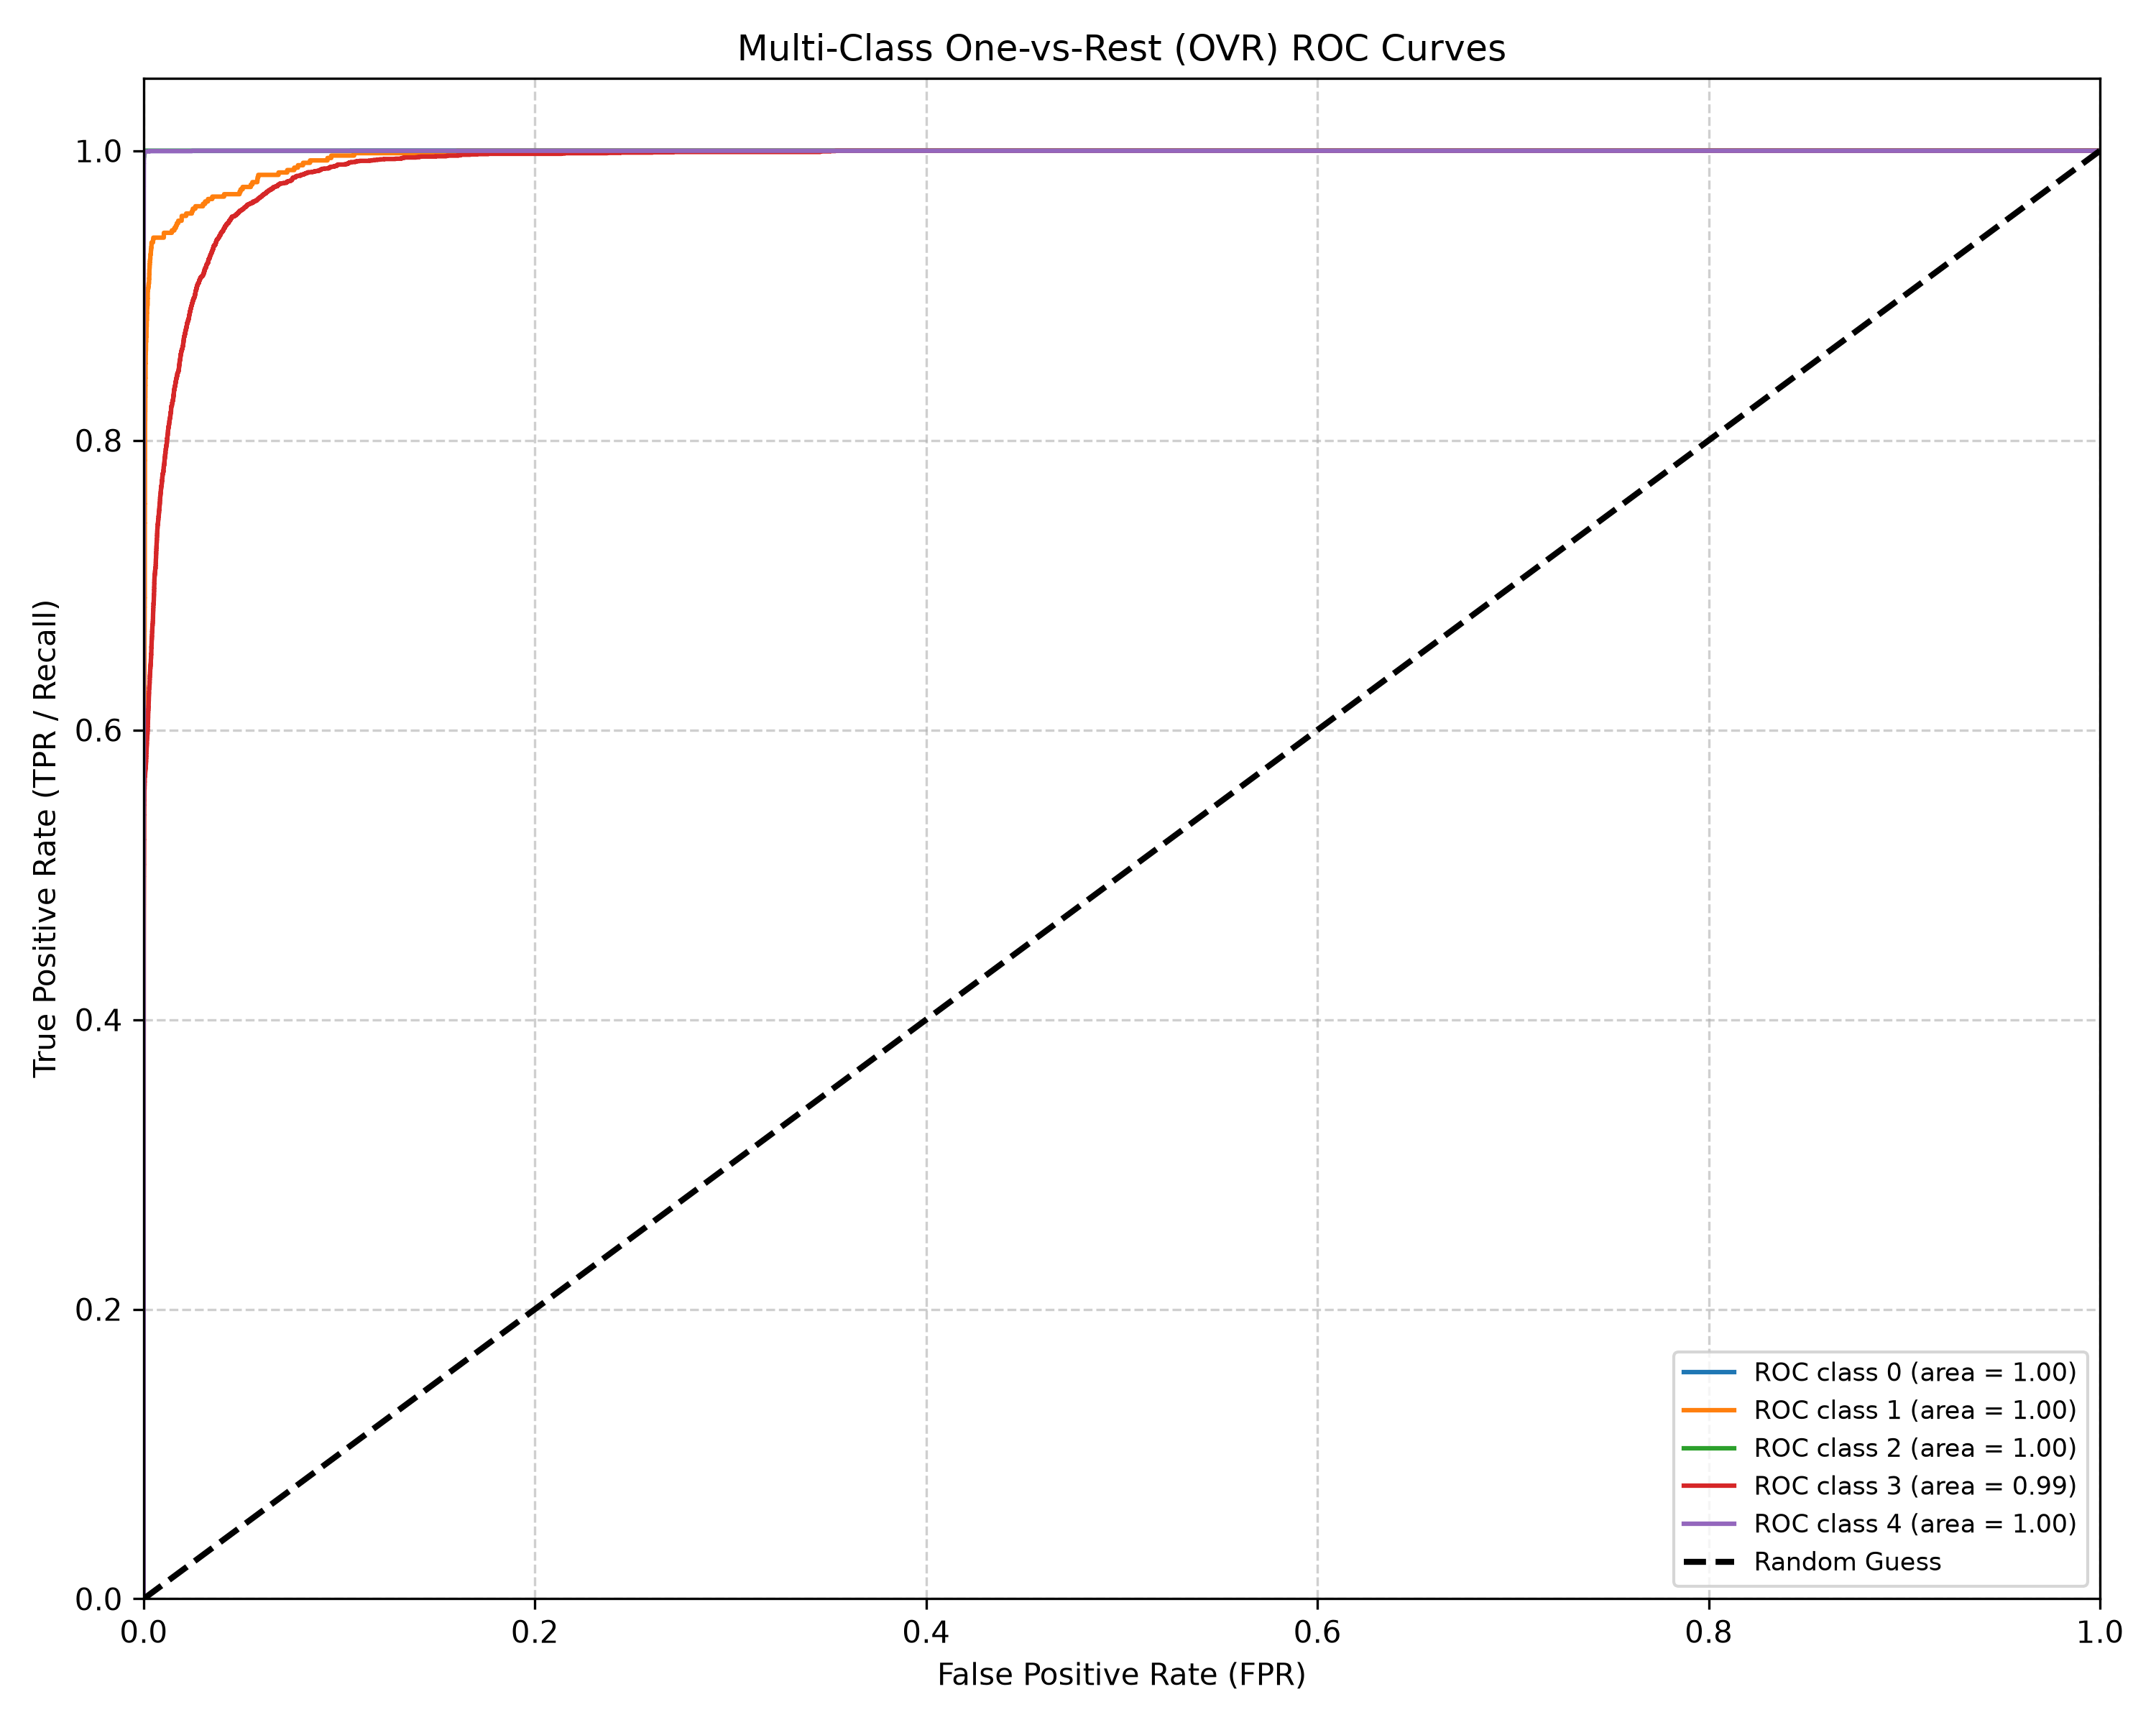 Multi-Class One-vs-Rest (OVR) ROC Curves
True Positive Rate (TPR / Recall)
1.0
0.8
0.6
0.4
0.2
0.0
0.0 0.2 0.4 0.6 0.8 1.0
False Positive Rate (FPR)
ROC class 0 (area = 1.00)
ROC class 1 (area = 1.00)
ROC class 2 (area = 1.00)
ROC class 3 (area = 0.99)
ROC class 4 (area = 1.00)
Random Guess